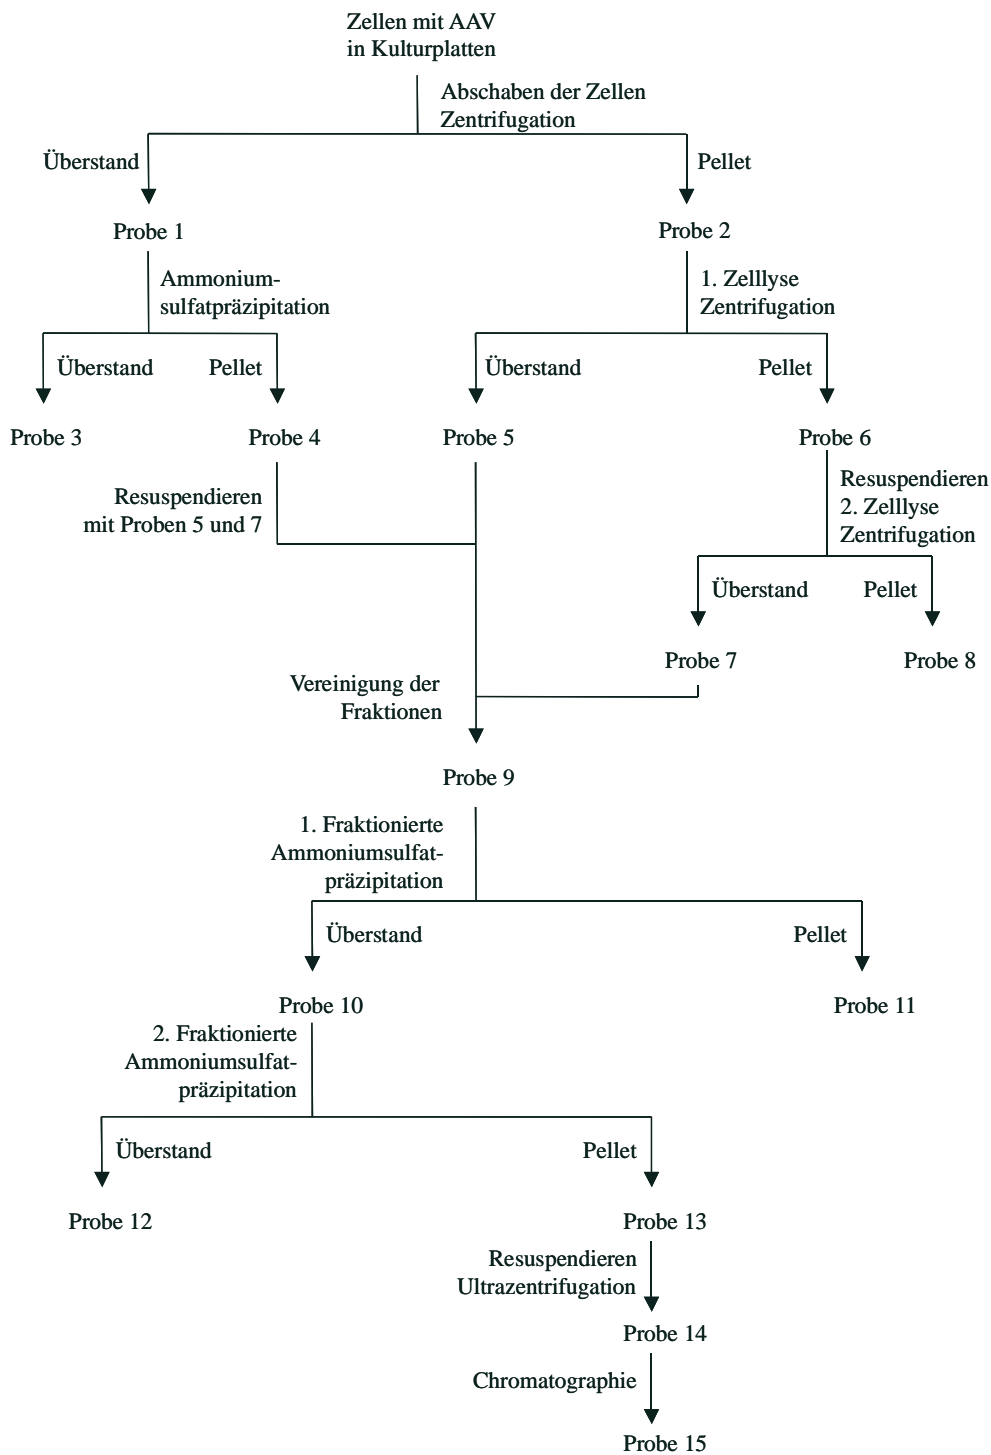 Zellen mit AAV
in Kulturplatten
Abschaben der Zellen
Zentrifugation
Überstand
Pellet
Probe 1
Probe 2
Ammonium-
sulfatpräzipitation
1. Zelllyse
Zentrifugation
Überstand
Pellet
Überstand
Pellet
Probe 3
Probe 4
Probe 5
Probe 6
Resuspendieren
mit Proben 5 und 7
Resuspendieren
2. Zelllyse
Zentrifugation
Überstand
Pellet
Probe 7
Probe 8
Vereinigung der
Fraktionen
Probe 9
1. Fraktionierte
Ammoniumsulfat-
präzipitation
Überstand
Pellet
Probe 10
Probe 11
2. Fraktionierte
Ammoniumsulfat-
präzipitation
Überstand
Pellet
Probe 12
Probe 13
Resuspendieren
Ultrazentrifugation
Probe 14
Chromatographie
Probe 15